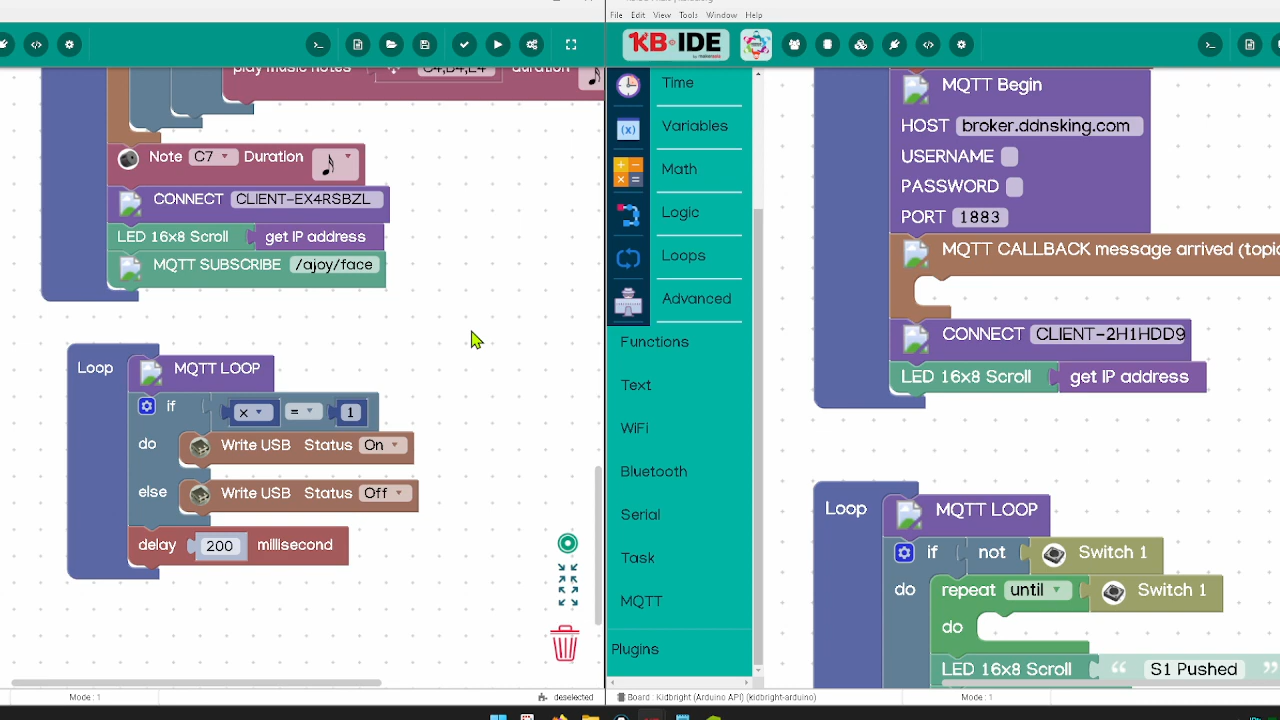 File Edit View Tools Window Help
KB-IDE
by makerasia
play music notes C4,D4,E4 duration
Note C7 Duration
CONNECT CLIENT-EX4RSBZL
LED 16x8 Scroll get IP address
MQTT SUBSCRIBE /ajoy/face
Loop
MQTT LOOP
if x = 1
do Write USB Status On
else Write USB Status Off
delay 200 millisecond
Mode : 1
deselected
Time
Variables
Math
Logic
Loops
Advanced
Functions
Text
WiFi
Bluetooth
Serial
Task
MQTT
Plugins
MQTT Begin
HOST broker.ddnsking.com
USERNAME
PASSWORD
PORT 1883
MQTT CALLBACK message arrived (topic
CONNECT CLIENT-2H1HDD9
LED 16x8 Scroll get IP address
Loop
MQTT LOOP
if not Switch 1
do repeat until Switch 1
do
LED 16x8 Scroll “ S1 Pushed ”
Board : Kidbright (Arduino API) (kidbright-arduino)
Mode : 1